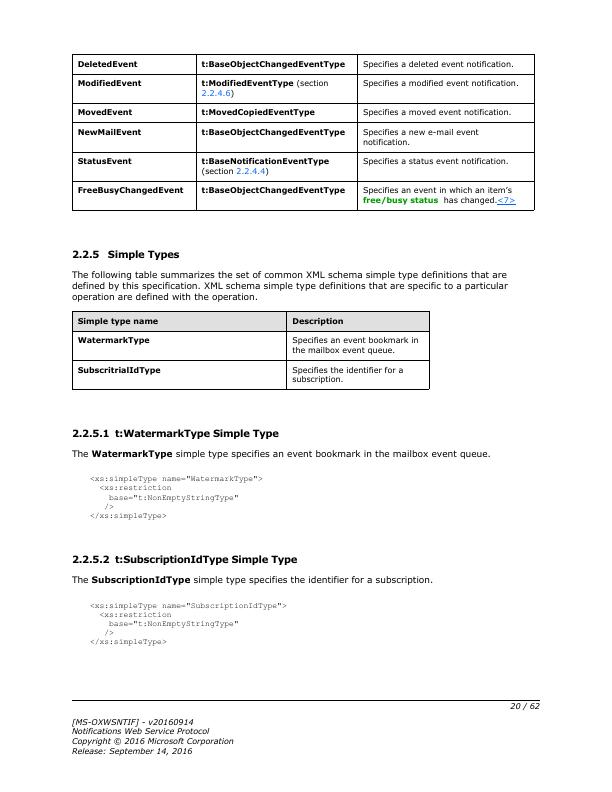 DeletedEvent t:BaseObjectChangedEventType Specifies a deleted event notification.
ModifiedEvent t:ModifiedEventType (section Specifies a modified event notification.
2.2.4.6)
MovedEvent t:MovedCopiedEventType Specifies a moved event notification.
NewMailEvent t:BaseObjectChangedEventType Specifies a new e-mail event
notification.
StatusEvent t:BaseNotificationEventType Specifies a status event notification.
(section 2.2.4.4)
FreeBusyChangedEvent t:BaseObjectChangedEventType Specifies an event in which an item's
free/busy status has changed.<7>
2.2.5 Simple Types
The following table summarizes the set of common XML schema simple type definitions that are
defined by this specification. XML schema simple type definitions that are specific to a particular
operation are defined with the operation.
Simple type name Description
WatermarkType Specifies an event bookmark in
the mailbox event queue.
SubscritrialIdType Specifies the identifier for a
subscription.
2.2.5.1 t:WatermarkType Simple Type
The WatermarkType simple type specifies an event bookmark in the mailbox event queue.
<xs:simpleType name="WatermarkType">
<xs:restriction
base="t:NonEmptyStringType"
/>
</xs:simpleType>
2.2.5.2 t:SubscriptionIdType Simple Type
The SubscriptionIdType simple type specifies the identifier for a subscription.
<xs:simpleType name="SubscriptionIdType">
<xs:restriction
base="t:NonEmptyStringType"
/>
</xs:simpleType>
20 / 62
[MS-OXWSNTIF] - v20160914
Notifications Web Service Protocol
Copyright © 2016 Microsoft Corporation
Release: September 14, 2016